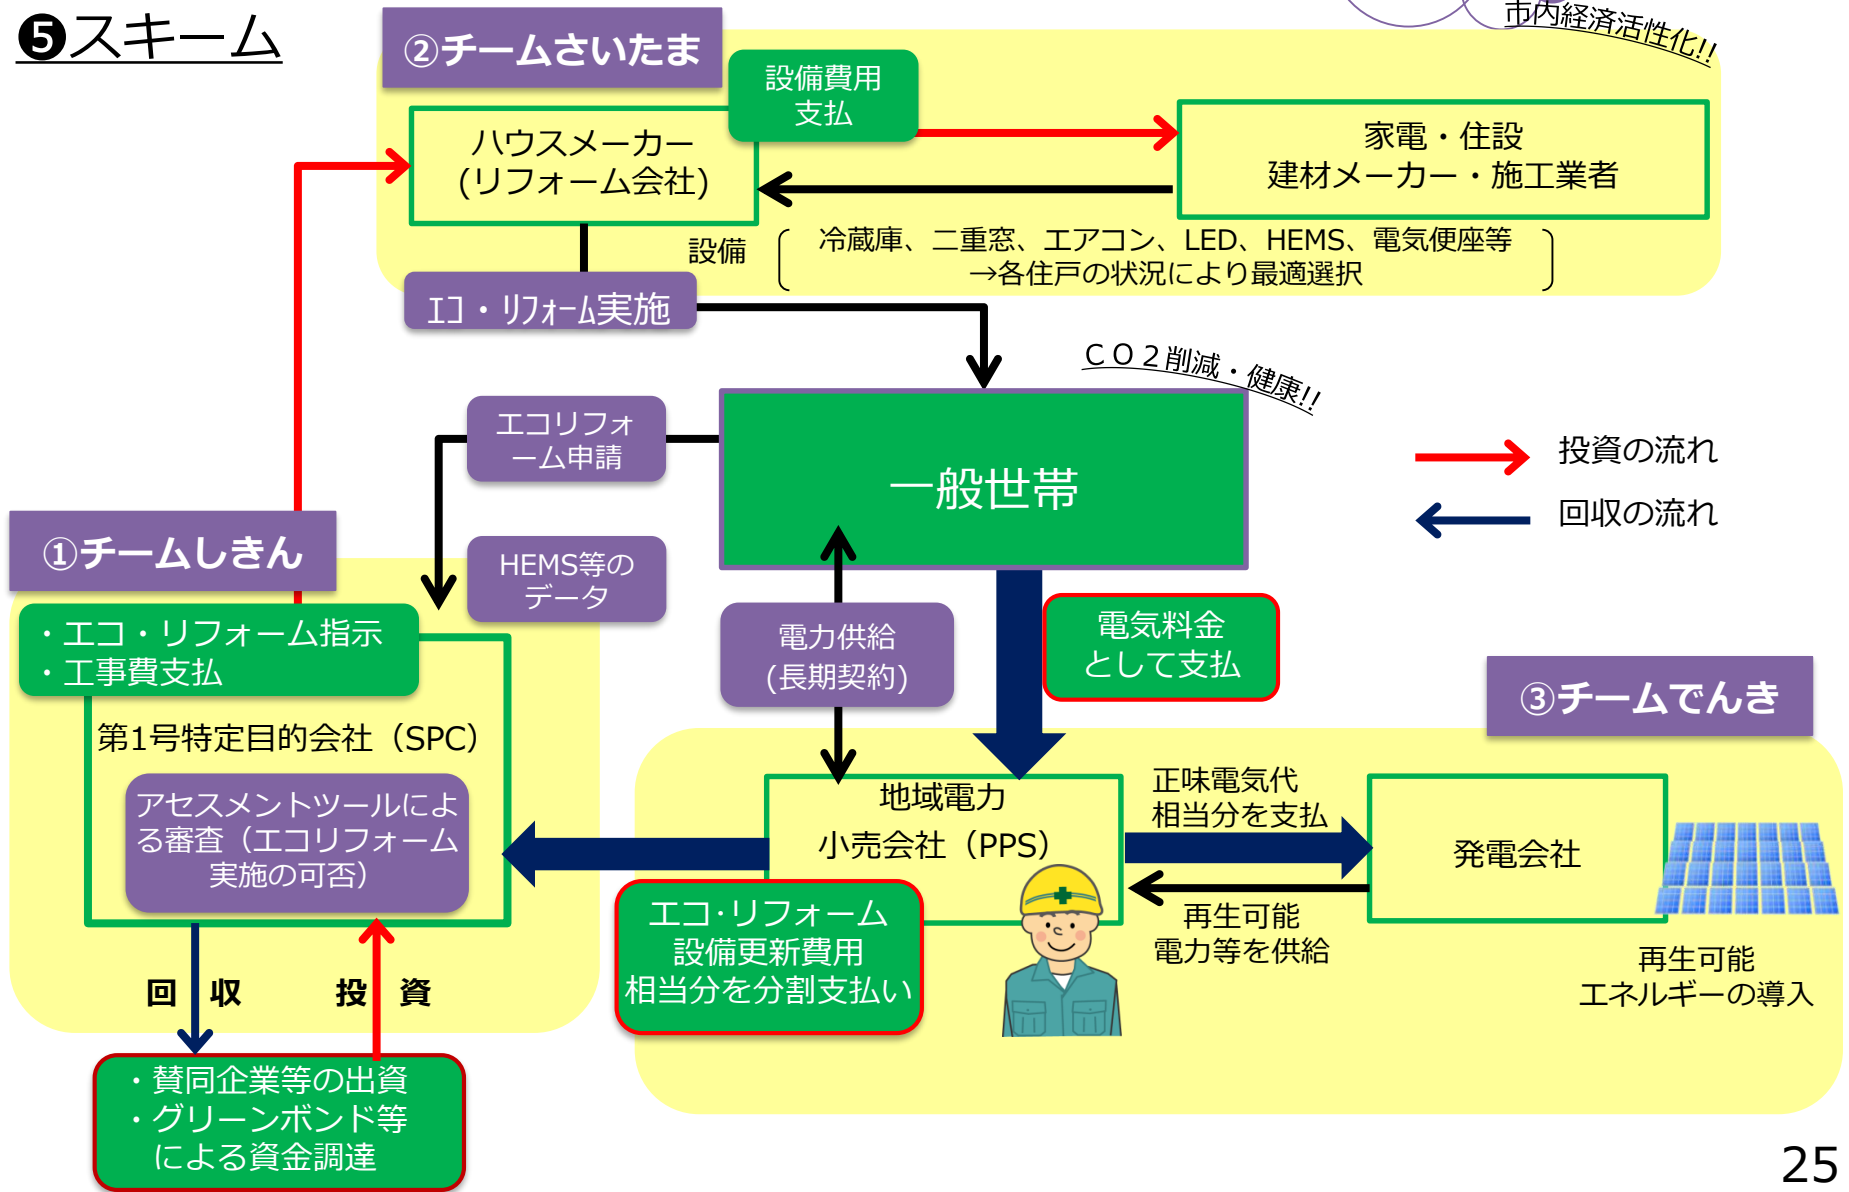 ❺スキーム
市内経済活性化!!
②チームさいたま
設備費用
支払
ハウスメーカー
(リフォーム会社)
家電・住設
建材メーカー・施工業者
設備
冷蔵庫、二重窓、エアコン、LED、HEMS、電気便座等
→各住戸の状況により最適選択
ｴｺ・ﾘﾌｫｰﾑ実施
ＣＯ２削減・健康!!
エコリフォ
ーム申請
一般世帯
投資の流れ
回収の流れ
①チームしきん
HEMS等の
データ
・エコ・リフォーム指示
・工事費支払
電力供給
(長期契約)
電気料金
として支払
③チームでんき
第1号特定目的会社（SPC）
アセスメントツールによ
る審査（エコリフォーム
実施の可否）
地域電力
小売会社（PPS）
正味電気代
相当分を支払
発電会社
再生可能
電力等を供給
エコ･リフォーム
設備更新費用
相当分を分割支払い
再生可能
エネルギーの導入
回　収
投　資
・賛同企業等の出資
・グリーンボンド等
による資金調達
25